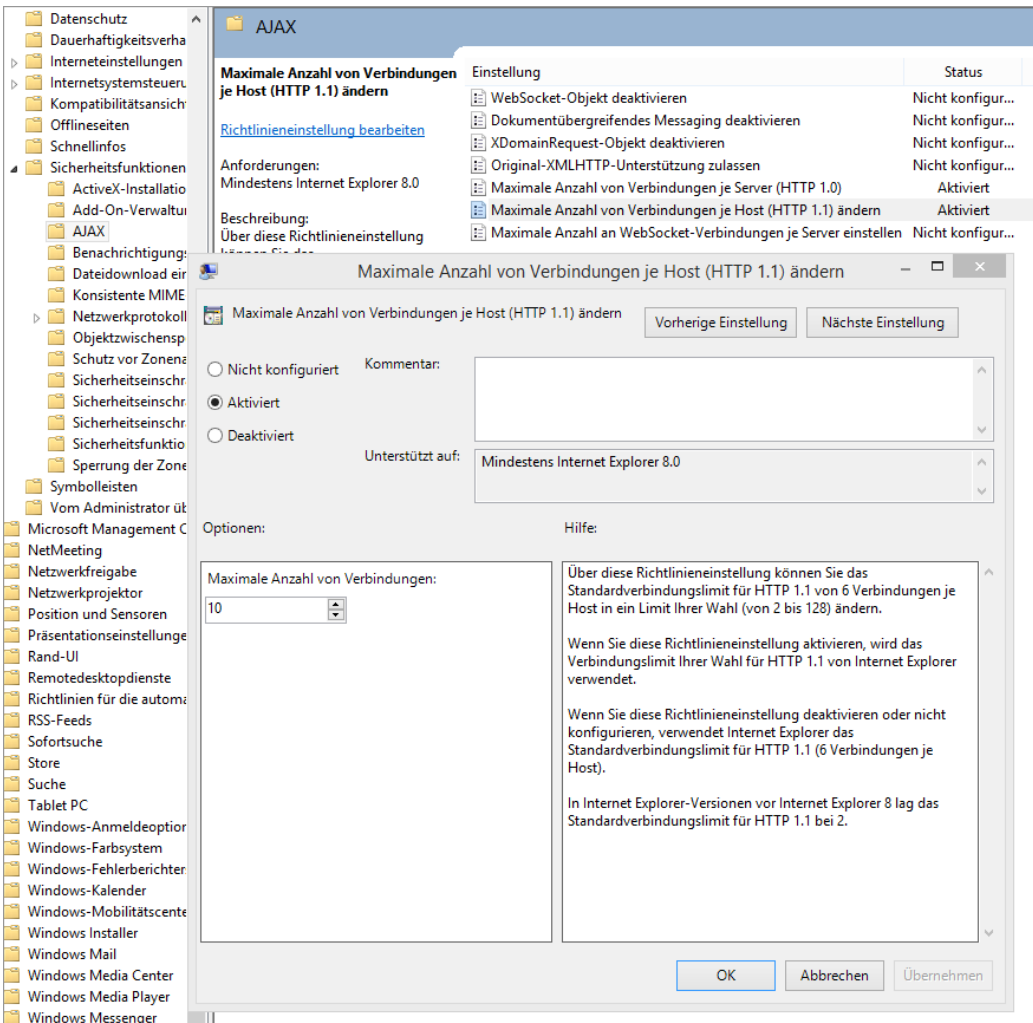 Datenschutz
Dauerhaftigkeitsverha
Interneteinstellungen
Internetsystemsteueru
Kompatibilitätsansich
Offlineseiten
Schnellinfos
Sicherheitsfunktionen
ActiveX-Installatio
Add-On-Verwaltu
AJAX
Benachrichtigung
Dateidownload ein
Konsistente MIME
Netzwerkprotokoll
Objektzwischensp
Schutz vor Zonena
Sicherheitseinschr
Sicherheitseinschr
Sicherheitseinschr
Sicherheitsfunktio
Sperrung der Zone
Symbolleisten
Vom Administrator üb
Microsoft Management C
NetMeeting
Netzwerkfreigabe
Netzwerkprojektor
Position und Sensoren
Präsentationseinstellunge
Rand-UI
Remotedesktopdienste
Richtlinien für die automa
RSS-Feeds
Sofortsuche
Store
Suche
Tablet PC
Windows-Anmeldeoption
Windows-Farbsystem
Windows-Fehlerberichter
Windows-Kalender
Windows-Mobilitätscente
Windows Installer
Windows Mail
Windows Media Center
Windows Media Player
Windows Messenger
AJAX
Maximale Anzahl von Verbindungen
je Host (HTTP 1.1) ändern
Richtlinieneinstellung bearbeiten
Anforderungen:
Mindestens Internet Explorer 8.0
Beschreibung:
Über diese Richtlinieneinstellung
können Sie das
Einstellung Status
WebSocket-Objekt deaktivieren Nicht konfigur...
Dokumentübergreifendes Messaging deaktivieren Nicht konfigur...
XDomainRequest-Objekt deaktivieren Nicht konfigur...
Original-XMLHTTP-Unterstützung zulassen Nicht konfigur...
Maximale Anzahl von Verbindungen je Server (HTTP 1.0) Aktiviert
Maximale Anzahl von Verbindungen je Host (HTTP 1.1) ändern Aktiviert
Maximale Anzahl an WebSocket-Verbindungen je Server einstellen Nicht konfigur...
Maximale Anzahl von Verbindungen je Host (HTTP 1.1) ändern
Maximale Anzahl von Verbindungen je Host (HTTP 1.1) ändern
Vorherige Einstellung
Nächste Einstellung
Nicht konfiguriert
Aktiviert
Deaktiviert
Kommentar:
Unterstützt auf:
Mindestens Internet Explorer 8.0
Optionen:
Hilfe:
Maximale Anzahl von Verbindungen:
10
Über diese Richtlinieneinstellung können Sie das
Standardverbindungslimit für HTTP 1.1 von 6 Verbindungen je
Host in ein Limit Ihrer Wahl (von 2 bis 128) ändern.
Wenn Sie diese Richtlinieneinstellung aktivieren, wird das
Verbindungslimit Ihrer Wahl für HTTP 1.1 von Internet Explorer
verwendet.
Wenn Sie diese Richtlinieneinstellung deaktivieren oder nicht
konfigurieren, verwendet Internet Explorer das
Standardverbindungslimit für HTTP 1.1 (6 Verbindungen je
Host).
In Internet Explorer-Versionen vor Internet Explorer 8 lag das
Standardverbindungslimit für HTTP 1.1 bei 2.
OK
Abbrechen
Übernehmen